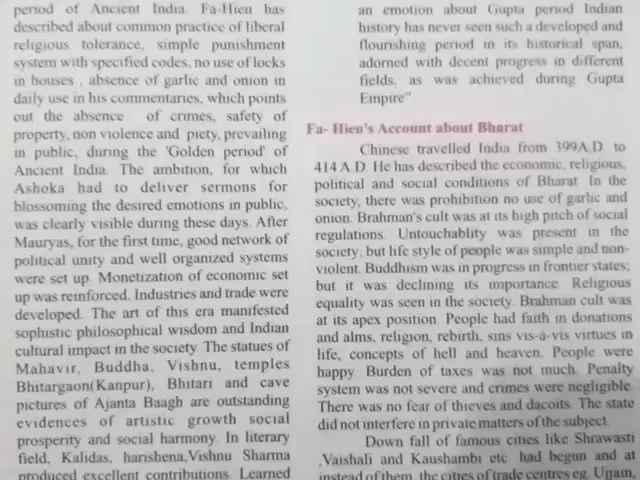 period of Ancient India. Fa-Hien has
described about common practice of liberal
religious tolerance, simple punishment
system with specified codes, no use of locks
in houses , absence of garlic and onion in
daily use in his commentaries, which points
out the absence of crimes, safety of
property, non violence and piety, prevailing
in public, during the 'Golden period' of
Ancient India. The ambition, for which
Ashoka had to deliver sermons for
blossoming the desired emotions in public,
was clearly visible during these days. After
Mauryas, for the first time, good network of
political unity and well organized systems
were set up. Monetization of economic set
up was reinforced. Industries and trade were
developed. The art of this era manifested
sophistic philosophical wisdom and Indian
cultural impact in the society. The statues of
Mahavir, Buddha, Vishnu, temples
Bhitargaon(Kanpur), Bhitari and cave
pictures of Ajanta Baagh are outstanding
evidences of artistic growth social
prosperity and social harmony. In literary
field, Kalidas, harishena,Vishnu Sharma
produced excellent contributions. Learned
an emotion about Gupta period Indian
history has never seen such a developed and
flourishing period in its historical span,
adorned with decent progress in different
fields, as was achieved during Gupta
Empire"
Fa- Hien's Account about Bharat
Chinese travelled India from 399A.D. to
414 A.D. He has described the economic, religious,
political and social conditions of Bharat. In the
society, there was prohibition no use of garlic and
onion. Brahman's cult was at its high pitch of social
regulations. Untouchablity was present in the
society, but life style of people was simple and non-
violent. Buddhism was in progress in frontier states,
but it was declining its importance. Religious
equality was seen in the society. Brahman cult was
at its apex position. People had faith in donations
and alms, religion, rebirth, sins vis-a-vis virtues in
life, concepts of hell and heaven. People were
happy. Burden of taxes was not much. Penalty
system was not severe and crimes were negligible.
There was no fear of thieves and dacoits. The state
did not interfere in private matters of the subject.
Down fall of famous cities like Shrawasti
,Vaishali and Kaushambi etc. had begun and at
instead of them, the cities of trade centres eg. Ujjain,